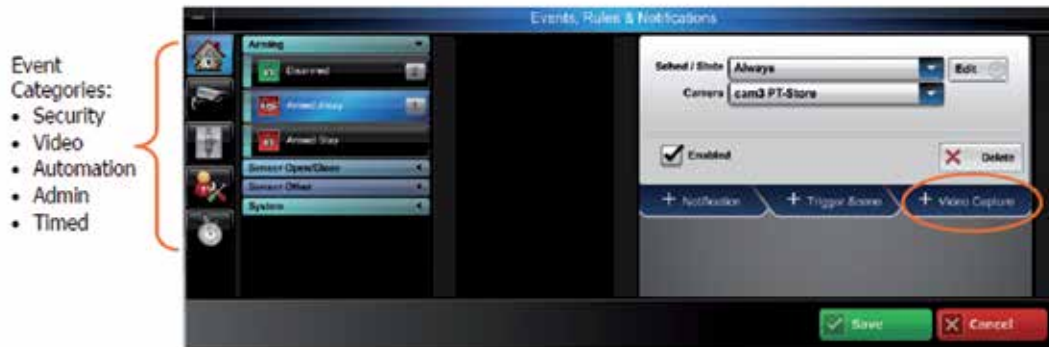 Events, Rules & Notifications
Event
Categories:
• Security
• Video
• Automation
• Admin
• Timed
Arming
Disarmed 2
Armed Away 1
Armed Stay
Sensor Open/Close
Sensor Other
System
Sched / State Always Edit
Camera cam3 PT-Store
Enabled
Delete
+ Notification + Trigger Scene + Video Capture
Save Cancel